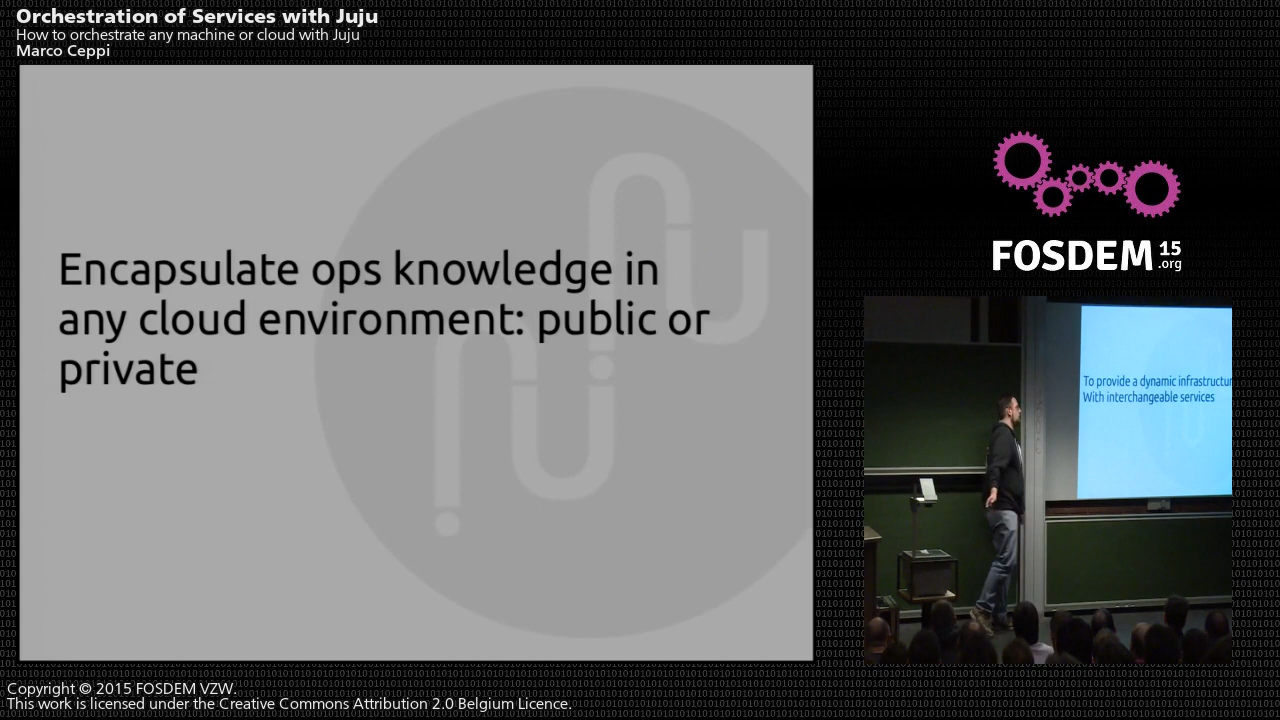 Orchestration of Services with Juju
How to orchestrate any machine or cloud with Juju
Marco Ceppi
Encapsulate ops knowledge in
any cloud environment: public or
private
FOSDEM 15
.org
To provide a dynamic
With interchangeable services
Copyright © 2015 FOSDEM VZW.
This work is licensed under the Creative Commons Attribution 2.0 Belgium Licence.